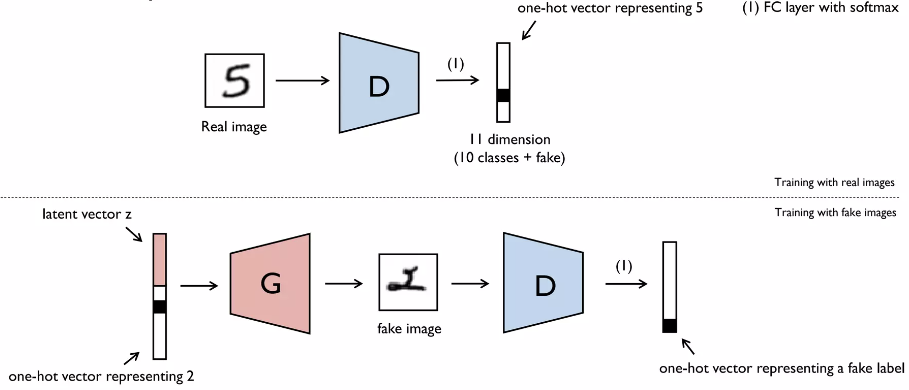 one-hot vector representing 5
(1) FC layer with softmax
5
D
(1)
Real image
11 dimension
(10 classes + fake)
Training with real images
Training with fake images
latent vector z
G
D
(1)
fake image
one-hot vector representing 2
one-hot vector representing a fake label